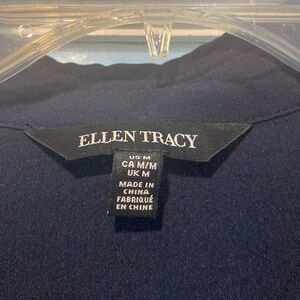 ELLEN TRACY
US M
CA M/M
UK M
MADE IN
CHINA
FABRIQUÉ
EN CHINE